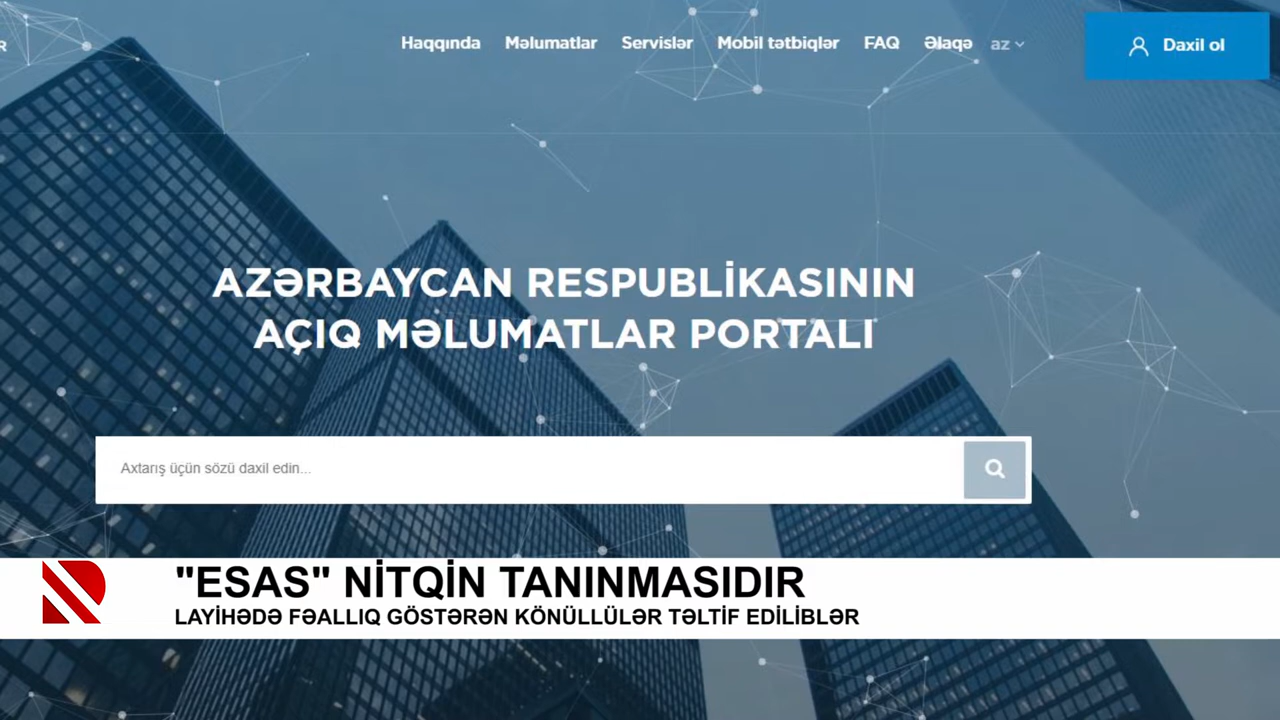 R
Haqqında Məlumatlar Servislər Mobil tətbiqlər FAQ Əlaqə az Daxil ol
AZƏRBAYCAN RESPUBLİKASININ
AÇIQ MƏLUMATLAR PORTALI
Axtarış üçün sözü daxil edin...
"ESAS" NİTQİN TANINMASIDIR
LAYİHƏDƏ FƏALLIQ GÖSTƏRƏN KÖNÜLLÜLƏR TƏLTİF EDİLİBLƏR